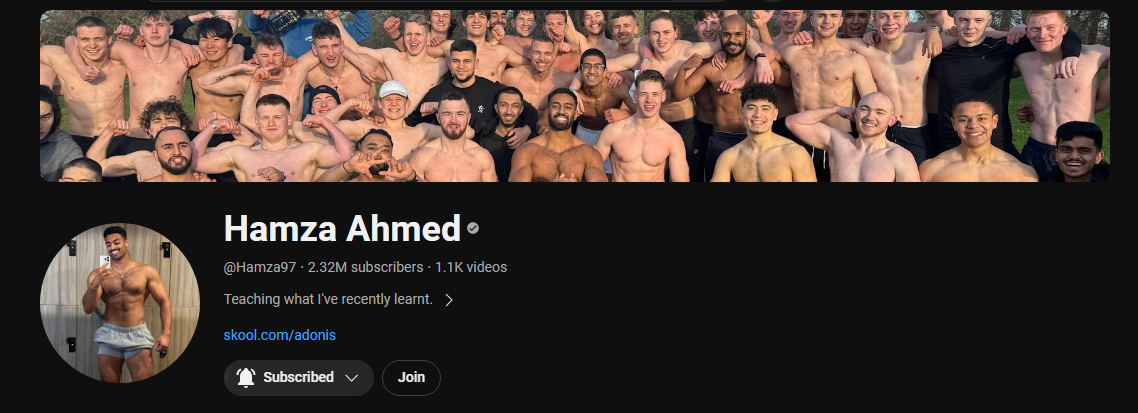 Hamza Ahmed
@Hamza97 · 2.32M subscribers · 1.1K videos
Teaching what I've recently learnt.
skool.com/adonis
Subscribed
Join